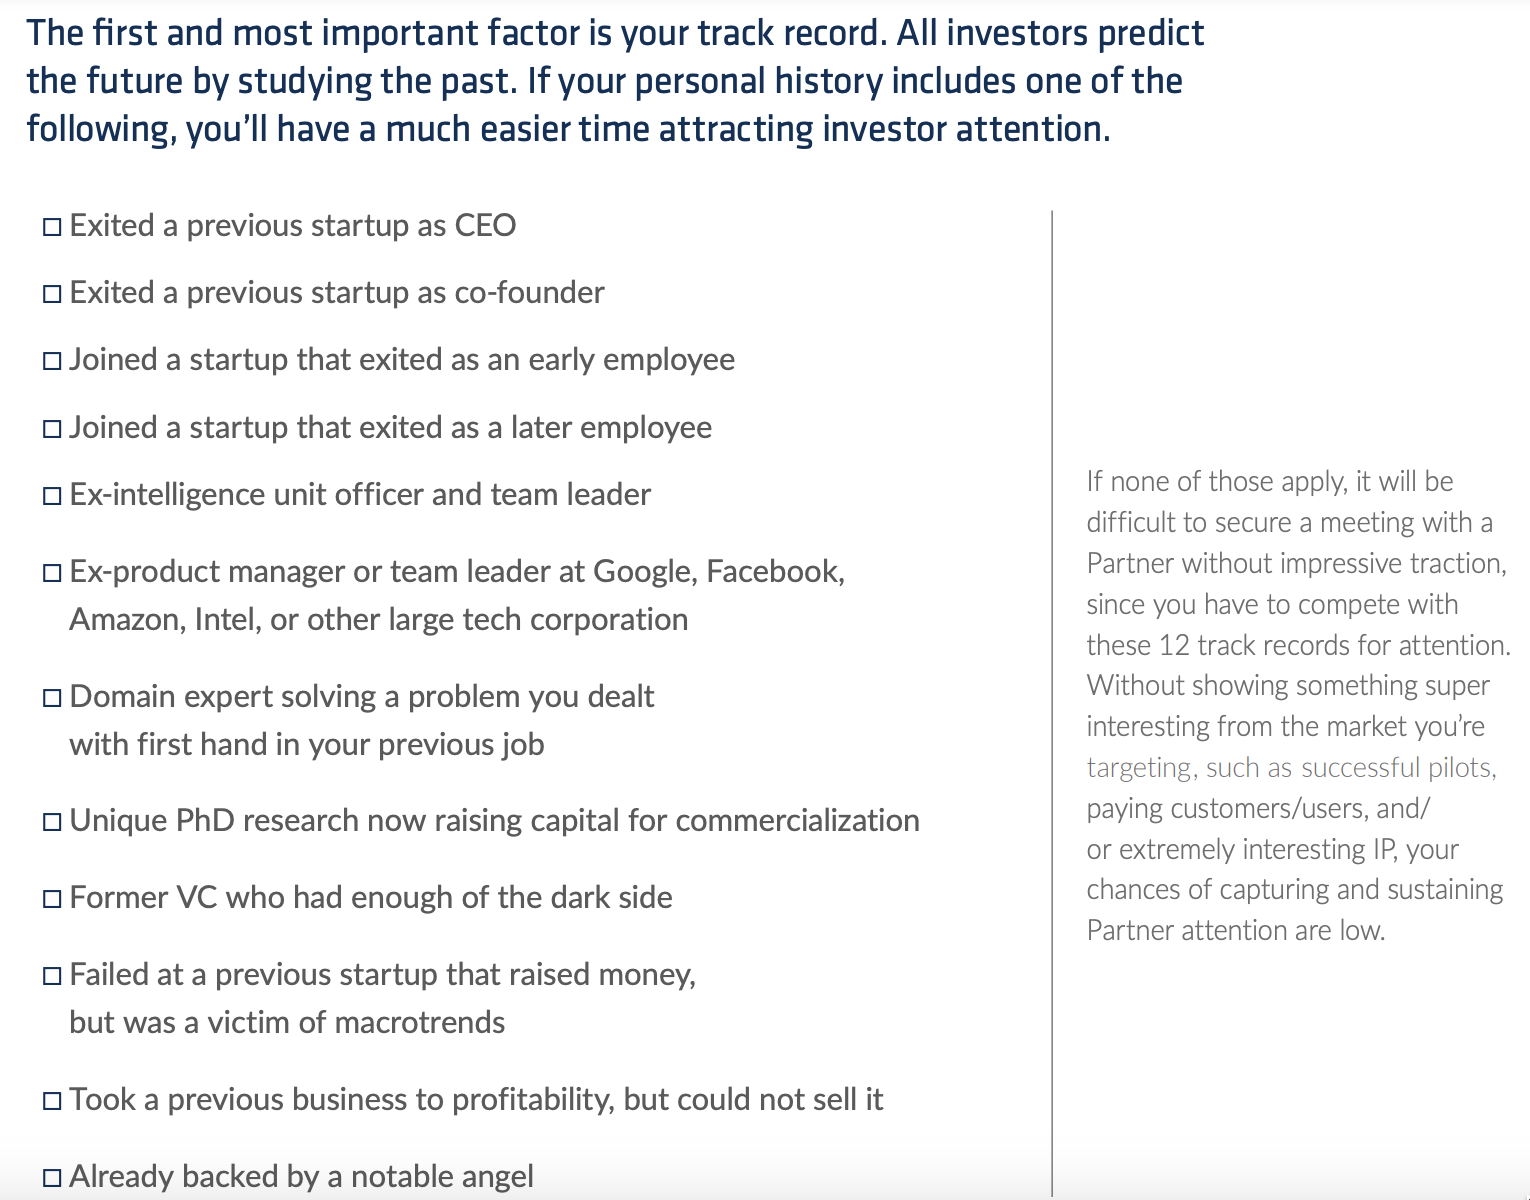 The first and most important factor is your track record. All investors predict
the future by studying the past. If your personal history includes one of the
following, you’ll have a much easier time attracting investor attention.
Exited a previous startup as CEO
Exited a previous startup as co-founder
Joined a startup that exited as an early employee
Joined a startup that exited as a later employee
Ex-intelligence unit officer and team leader
Ex-product manager or team leader at Google, Facebook,
Amazon, Intel, or other large tech corporation
Domain expert solving a problem you dealt
with first hand in your previous job
Unique PhD research now raising capital for commercialization
Former VC who had enough of the dark side
Failed at a previous startup that raised money,
but was a victim of macrotrends
Took a previous business to profitability, but could not sell it
Already backed by a notable angel
If none of those apply, it will be
difficult to secure a meeting with a
Partner without impressive traction,
since you have to compete with
these 12 track records for attention.
Without showing something super
interesting from the market you’re
targeting, such as successful pilots,
paying customers/users, and/
or extremely interesting IP, your
chances of capturing and sustaining
Partner attention are low.